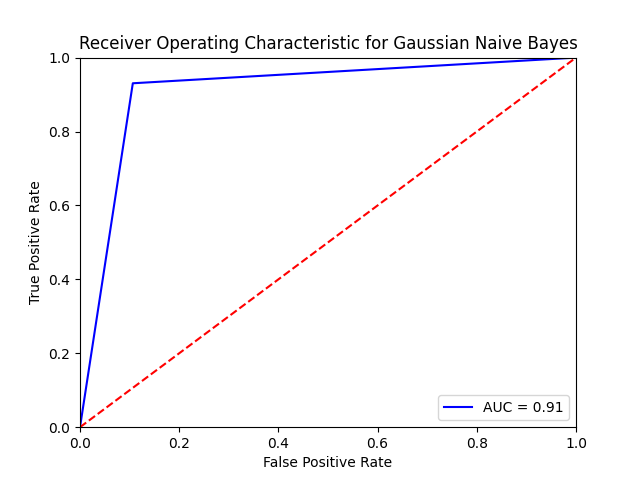 Receiver Operating Characteristic for Gaussian Naive Bayes
1.0
0.8
0.6
0.4
0.2
0.0
True Positive Rate
AUC = 0.91
0.0 0.2 0.4 0.6 0.8 1.0
False Positive Rate